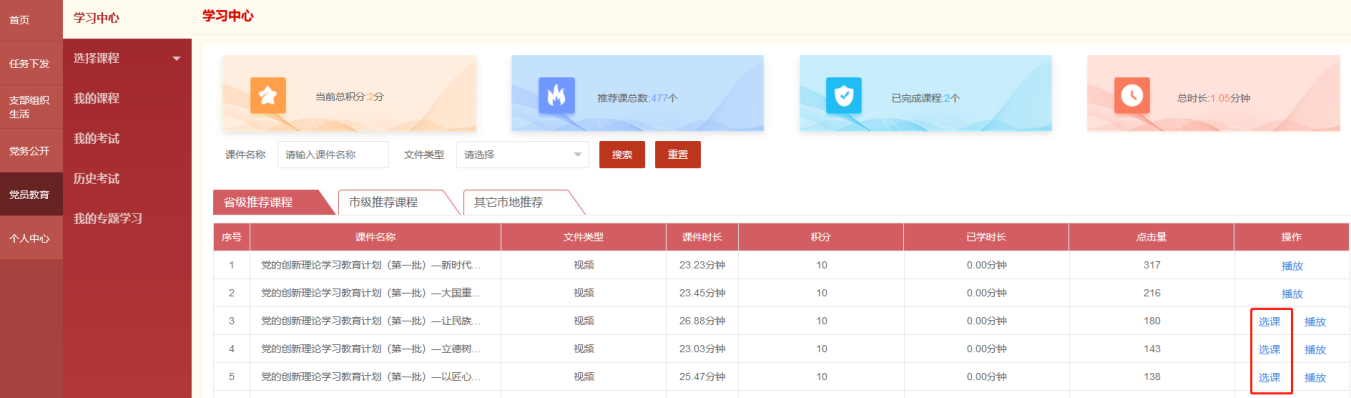 首页
任务下发
支部组织
生活
党务公开
党员教育
个人中心
学习中心
选择课程
我的课程
我的考试
历史考试
我的专题学习
学习中心
当前总积分:2分
推荐课总数:477个
已完成课程:2个
总时长:1.05分钟
课件名称 请输入课件名称 文件类型 请选择 搜索 重置
省级推荐课程 市级推荐课程 其它市地推荐
序号 课件名称 文件类型 课件时长 积分 已学时长 点击量 操作
1 党的创新理论学习教育计划（第一批）—新时代... 视频 23.23分钟 10 0.00分钟 317 播放
2 党的创新理论学习教育计划（第一批）—大国重... 视频 23.45分钟 10 0.00分钟 216 播放
3 党的创新理论学习教育计划（第一批）—让民族... 视频 26.88分钟 10 0.00分钟 180 选课 播放
4 党的创新理论学习教育计划（第一批）—立德树... 视频 23.03分钟 10 0.00分钟 143 选课 播放
5 党的创新理论学习教育计划（第一批）—以匠心... 视频 25.47分钟 10 0.00分钟 138 选课 播放